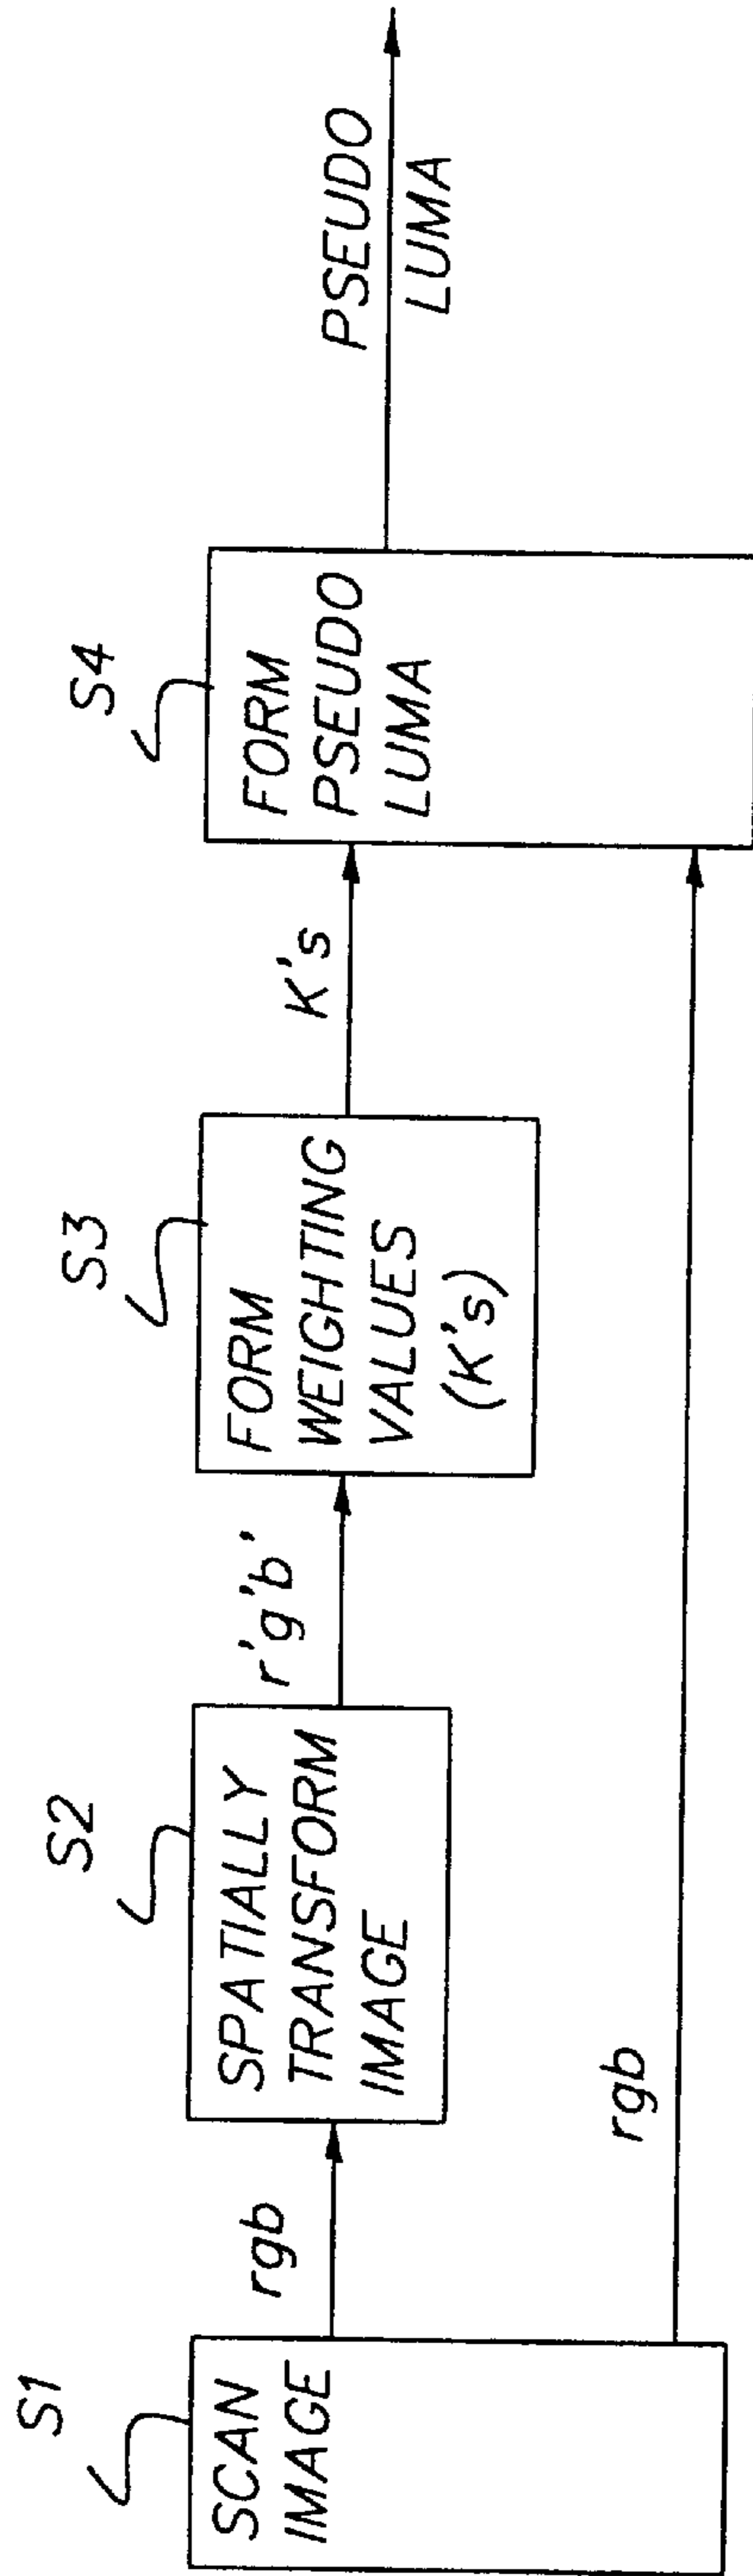 S1
SCAN
IMAGE
rgb
rgb
S2
SPATIALLY
TRANSFORM
IMAGE
r'g'b'
S3
FORM
WEIGHTING
VALUES
(K's)
K's
S4
FORM
PSEUDO
LUMA
PSEUDO
LUMA